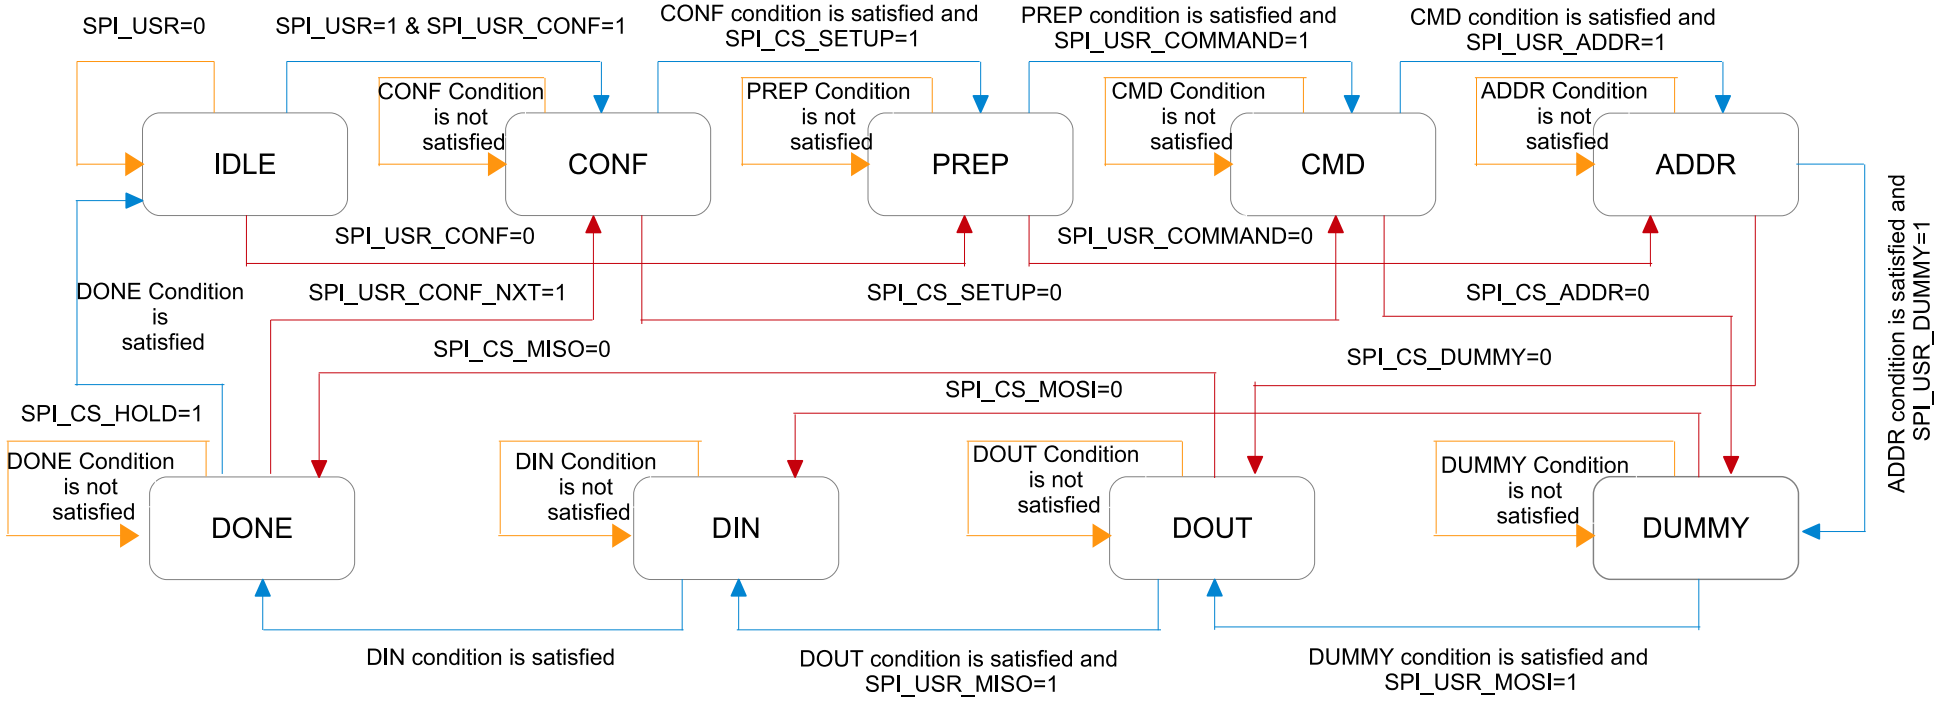 SPI_USR=0
SPI_USR=1 & SPI_USR_CONF=1
CONF condition is satisfied and
SPI_CS_SETUP=1
PREP condition is satisfied and
SPI_USR_COMMAND=1
CMD condition is satisfied and
SPI_USR_ADDR=1
CONF Condition
is not
satisfied
PREP Condition
is not
satisfied
CMD Condition
is not
satisfied
ADDR Condition
is not
satisfied
IDLE
CONF
PREP
CMD
ADDR
SPI_USR_CONF=0
SPI_USR_COMMAND=0
ADDR condition is satisfied and
SPI_USR_DUMMY=1
DONE Condition
is
satisfied
SPI_USR_CONF_NXT=1
SPI_CS_SETUP=0
SPI_CS_ADDR=0
SPI_CS_MISO=0
SPI_CS_DUMMY=0
SPI_CS_MOSI=0
SPI_CS_HOLD=1
DONE Condition
is not
satisfied
DIN Condition
is not
satisfied
DOUT Condition
is not
satisfied
DUMMY Condition
is not
satisfied
DONE
DIN
DOUT
DUMMY
DIN condition is satisfied
DOUT condition is satisfied and
SPI_USR_MISO=1
DUMMY condition is satisfied and
SPI_USR_MOSI=1